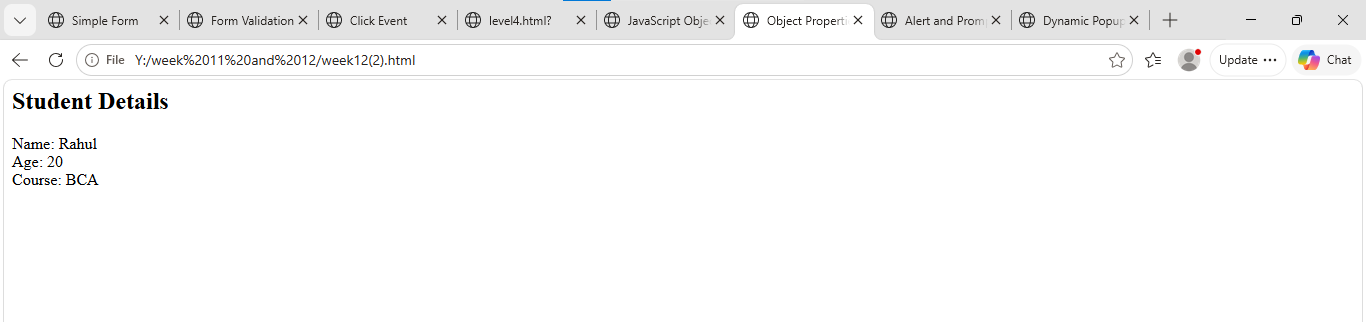 Simple Form
Form Validation
Click Event
level4.html?
JavaScript Obje
Object Properti
Alert and Prom
Dynamic Popup
File Y:/week%2011%20and%2012/week12(2).html
Update
Chat
Student Details
Name: Rahul
Age: 20
Course: BCA